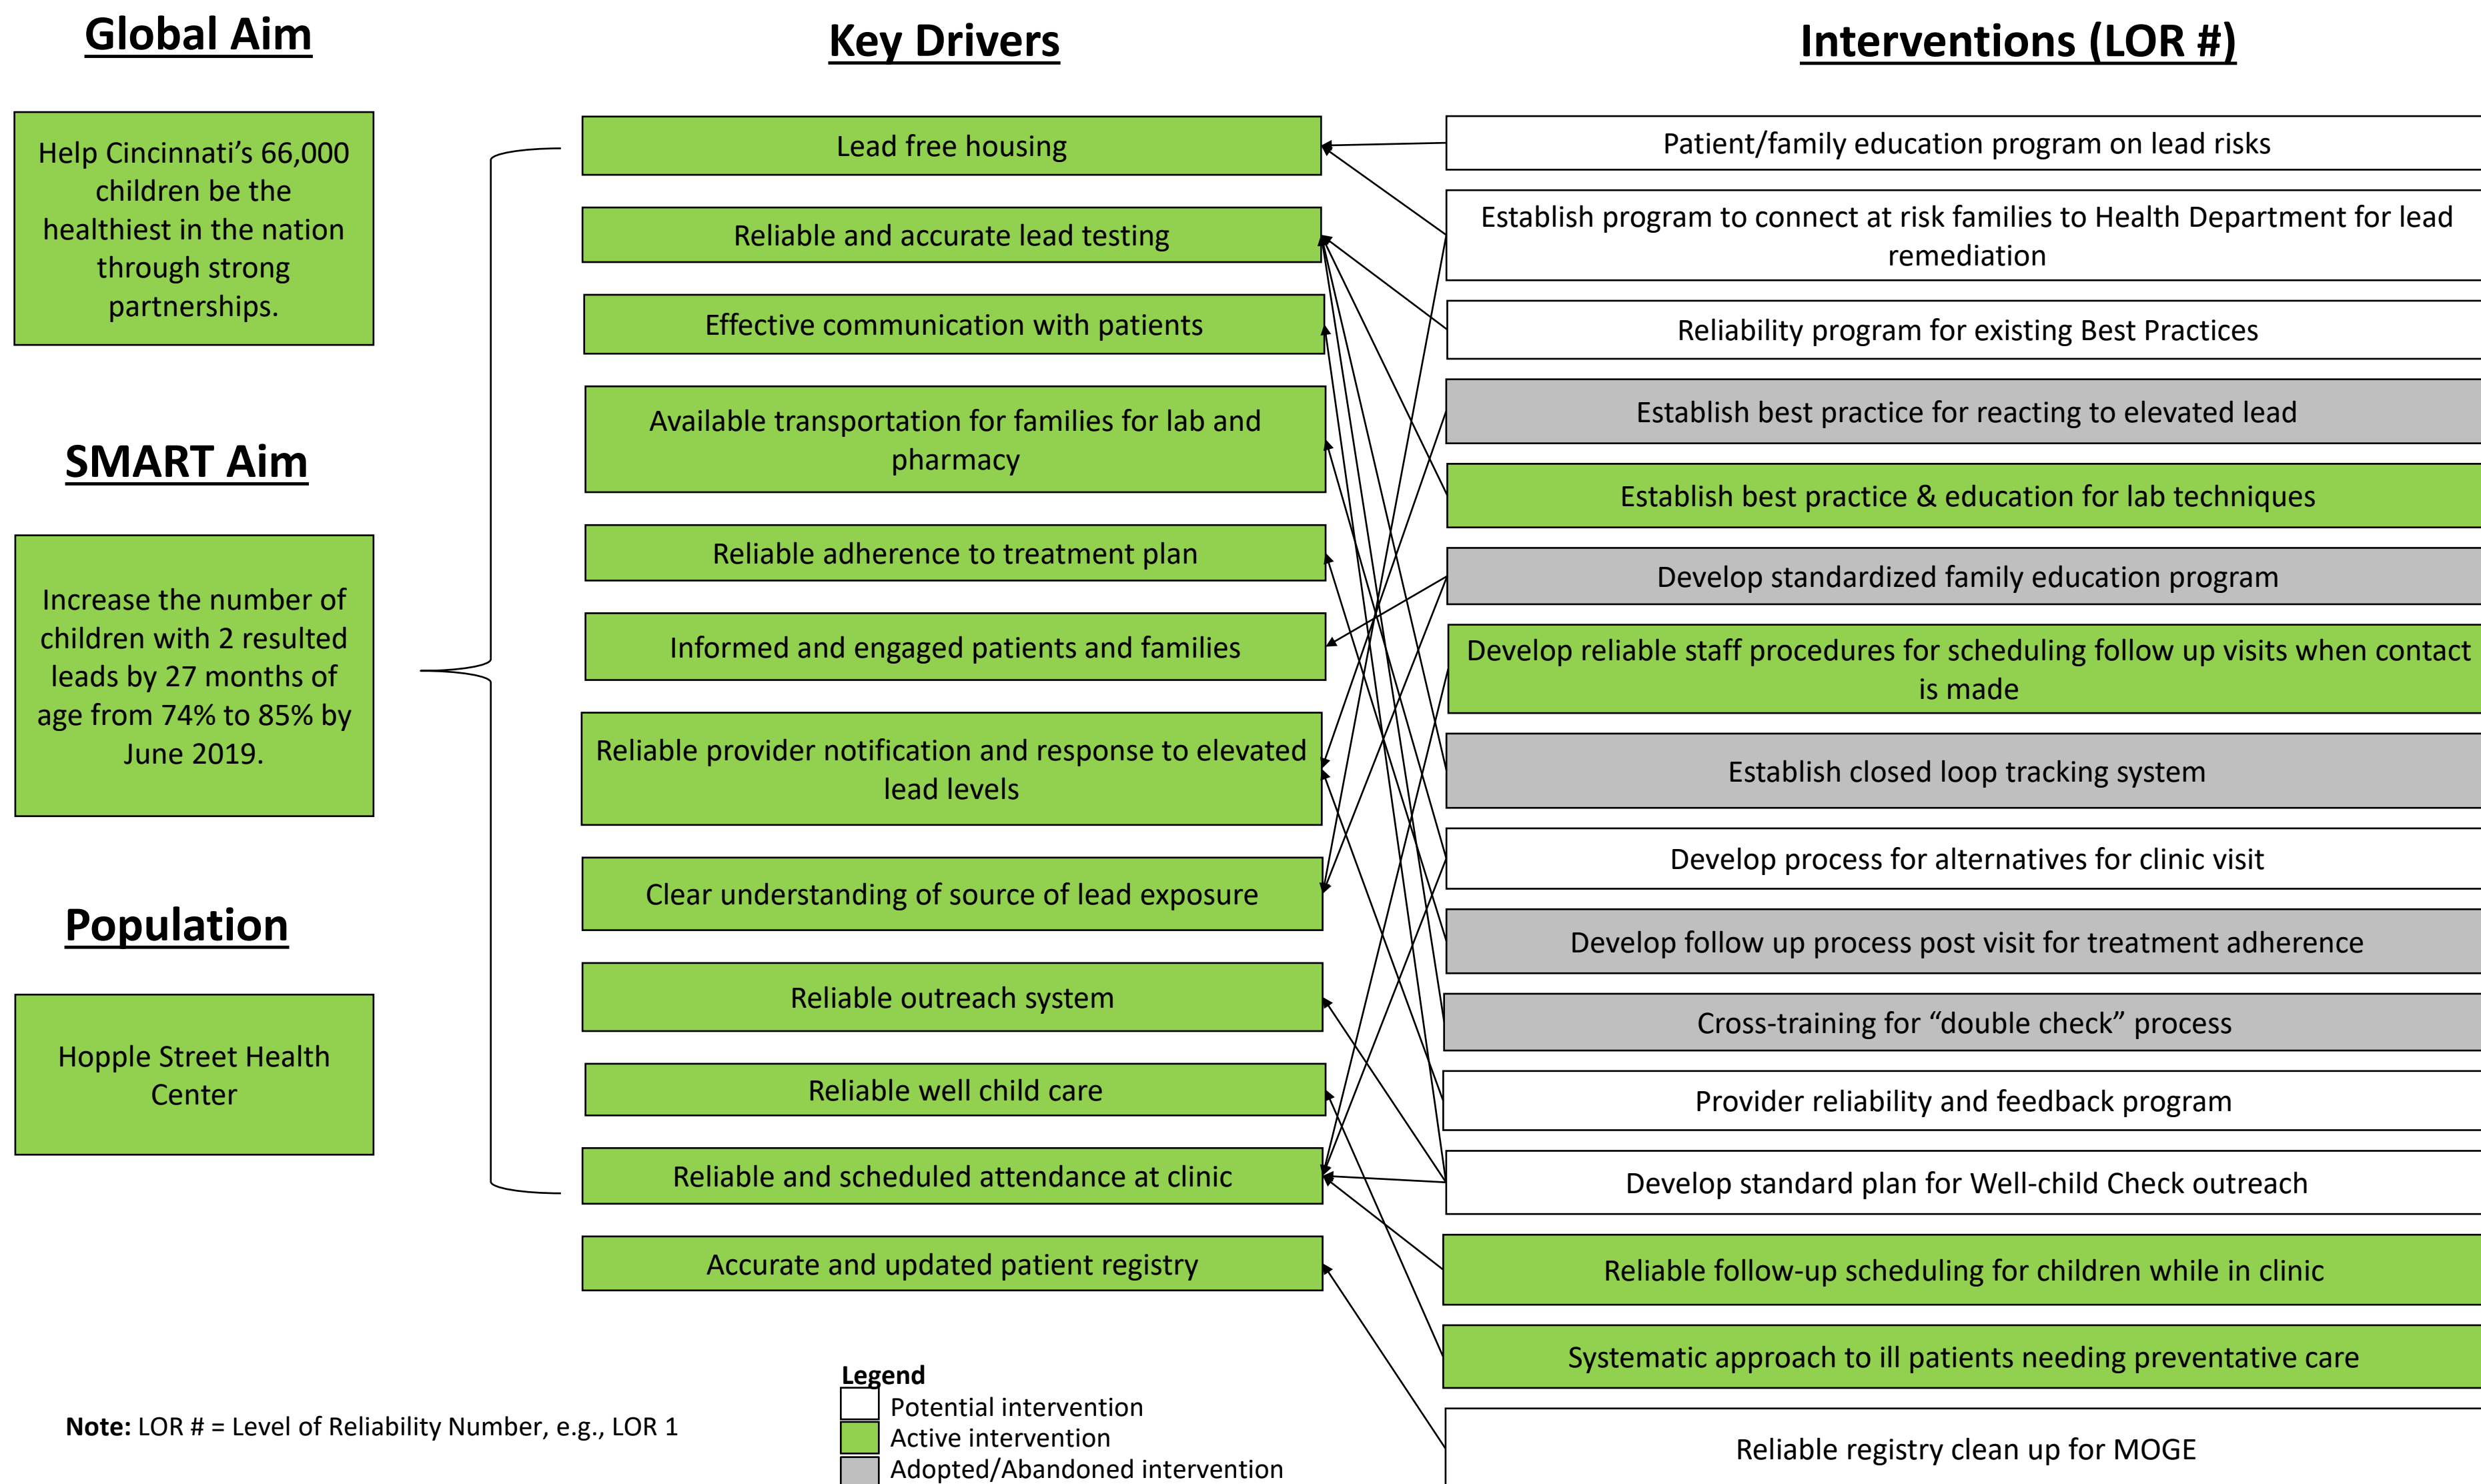 Global Aim
Help Cincinnati’s 66,000
children be the
healthiest in the nation
through strong
partnerships.
SMART Aim
Increase the number of
children with 2 resulted
leads by 27 months of
age from 74% to 85% by
June 2019.
Population
Hopple Street Health
Center
Key Drivers
Lead free housing
Reliable and accurate lead testing
Effective communication with patients
Available transportation for families for lab and
pharmacy
Reliable adherence to treatment plan
Informed and engaged patients and families
Reliable provider notification and response to elevated
lead levels
Clear understanding of source of lead exposure
Reliable outreach system
Reliable well child care
Reliable and scheduled attendance at clinic
Accurate and updated patient registry
Interventions (LOR #)
Patient/family education program on lead risks
Establish program to connect at risk families to Health Department for lead
remediation
Reliability program for existing Best Practices
Establish best practice for reacting to elevated lead
Establish best practice & education for lab techniques
Develop standardized family education program
Develop reliable staff procedures for scheduling follow up visits when contact
is made
Establish closed loop tracking system
Develop process for alternatives for clinic visit
Develop follow up process post visit for treatment adherence
Cross-training for “double check” process
Provider reliability and feedback program
Develop standard plan for Well-child Check outreach
Reliable follow-up scheduling for children while in clinic
Systematic approach to ill patients needing preventative care
Reliable registry clean up for MOGE
Note: LOR # = Level of Reliability Number, e.g., LOR 1
Legend
Potential intervention
Active intervention
Adopted/Abandoned intervention